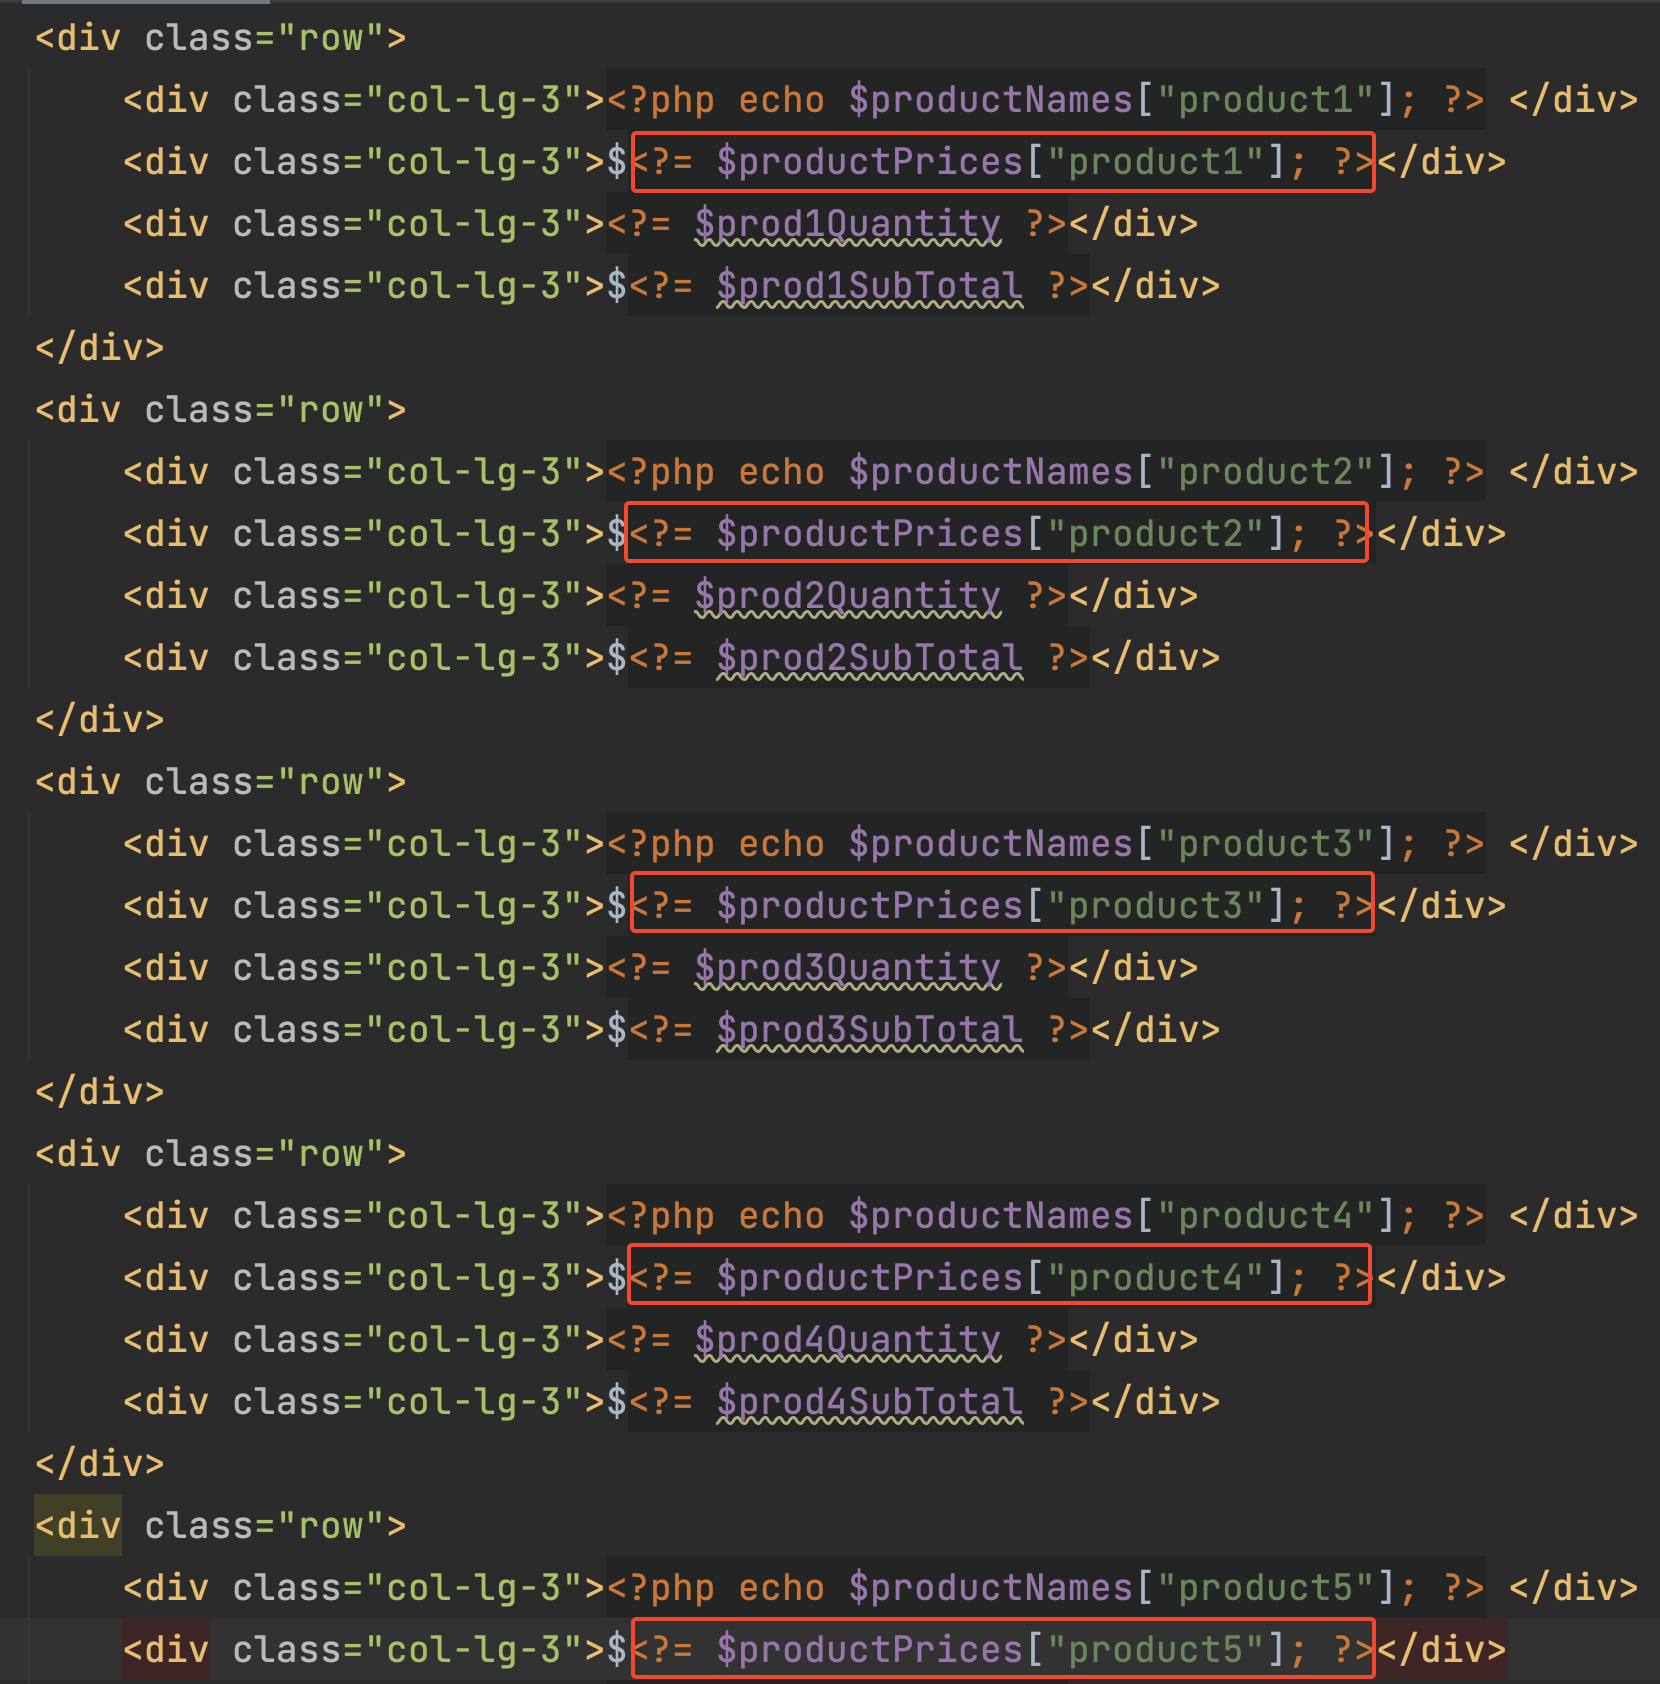 <div class="row">
    <div class="col-lg-3"><?php echo $productNames["product1"]; ?> </div>
    <div class="col-lg-3">$<?= $productPrices["product1"]; ?></div>
    <div class="col-lg-3"><?= $prod1Quantity ?></div>
    <div class="col-lg-3">$<?= $prod1SubTotal ?></div>
</div>
<div class="row">
    <div class="col-lg-3"><?php echo $productNames["product2"]; ?> </div>
    <div class="col-lg-3">$<?= $productPrices["product2"]; ?></div>
    <div class="col-lg-3"><?= $prod2Quantity ?></div>
    <div class="col-lg-3">$<?= $prod2SubTotal ?></div>
</div>
<div class="row">
    <div class="col-lg-3"><?php echo $productNames["product3"]; ?> </div>
    <div class="col-lg-3">$<?= $productPrices["product3"]; ?></div>
    <div class="col-lg-3"><?= $prod3Quantity ?></div>
    <div class="col-lg-3">$<?= $prod3SubTotal ?></div>
</div>
<div class="row">
    <div class="col-lg-3"><?php echo $productNames["product4"]; ?> </div>
    <div class="col-lg-3">$<?= $productPrices["product4"]; ?></div>
    <div class="col-lg-3"><?= $prod4Quantity ?></div>
    <div class="col-lg-3">$<?= $prod4SubTotal ?></div>
</div>
<div class="row">
    <div class="col-lg-3"><?php echo $productNames["product5"]; ?> </div>
    <div class="col-lg-3">$<?= $productPrices["product5"]; ?></div>